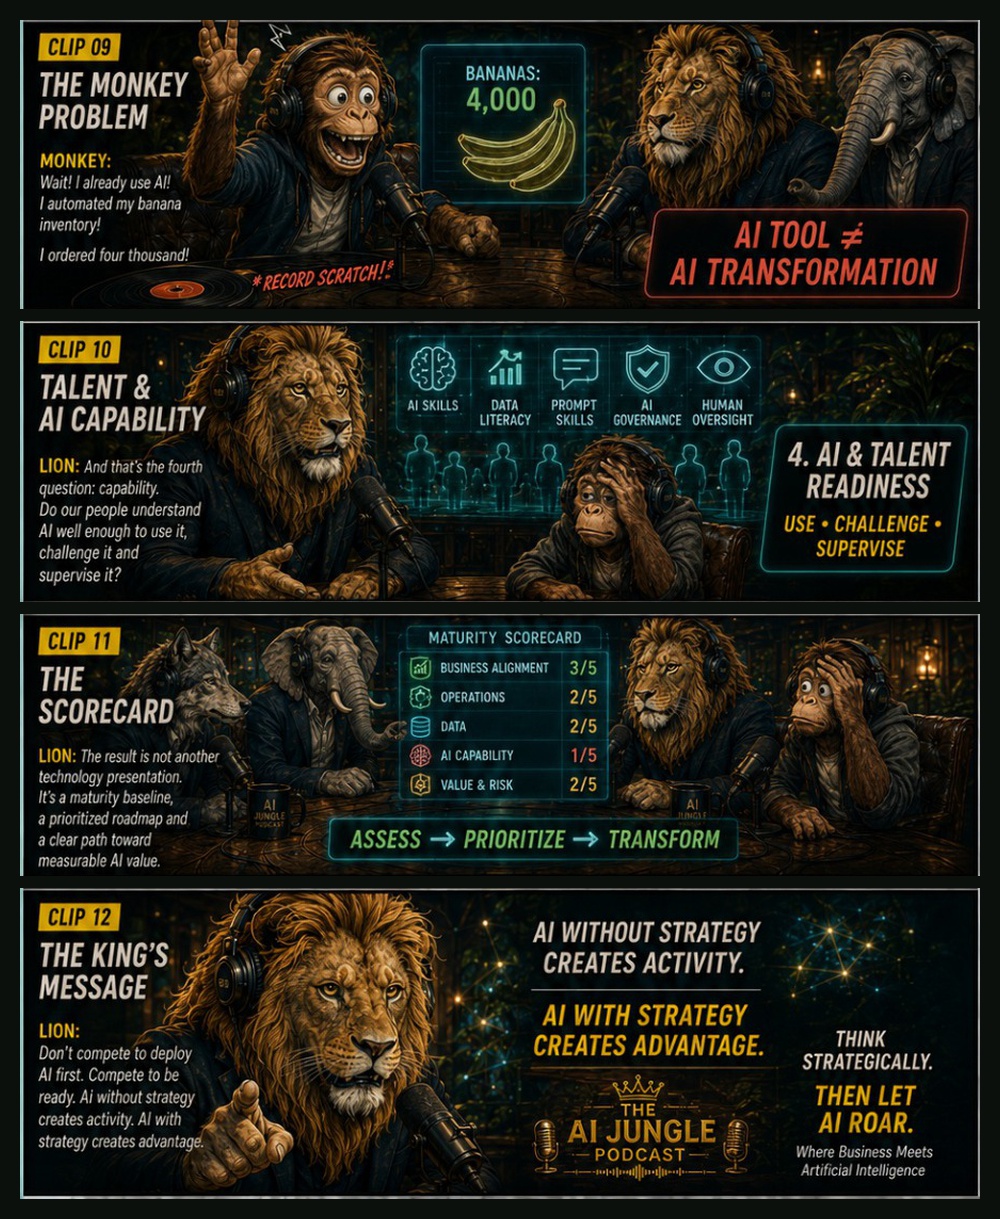 CLIP 09
THE MONKEY
PROBLEM
MONKEY:
Wait! I already use AI!
I automated my banana
inventory!
I ordered four thousand!
*RECORD SCRATCH!*
BANANAS:
4,000
AI TOOL ≠
AI TRANSFORMATION
CLIP 10
TALENT &
AI CAPABILITY
LION: And that's the fourth
question: capability.
Do our people understand
AI well enough to use it,
challenge it and
supervise it?
AI SKILLS
DATA
LITERACY
PROMPT
SKILLS
AI
GOVERNANCE
HUMAN
OVERSIGHT
4. AI & TALENT
READINESS
USE • CHALLENGE •
SUPERVISE
CLIP 11
THE
SCORECARD
LION: The result is not another
technology presentation.
It's a maturity baseline,
a prioritized roadmap and
a clear path toward
measurable AI value.
AI
JUNGLE
PODCAST
MATURITY SCORECARD
BUSINESS ALIGNMENT 3/5
OPERATIONS 2/5
DATA 2/5
AI CAPABILITY 1/5
VALUE & RISK 2/5
AI
JUNGLE
ASSESS → PRIORITIZE → TRANSFORM
CLIP 12
THE KING'S
MESSAGE
LION:
Don't compete to deploy
AI first. Compete to be
ready. AI without strategy
creates activity. AI with
strategy creates advantage.
AI WITHOUT STRATEGY
CREATES ACTIVITY.
AI WITH STRATEGY
CREATES ADVANTAGE.
THE
AI JUNGLE
PODCAST
THINK
STRATEGICALLY.
THEN LET
AI ROAR.
Where Business Meets
Artificial Intelligence